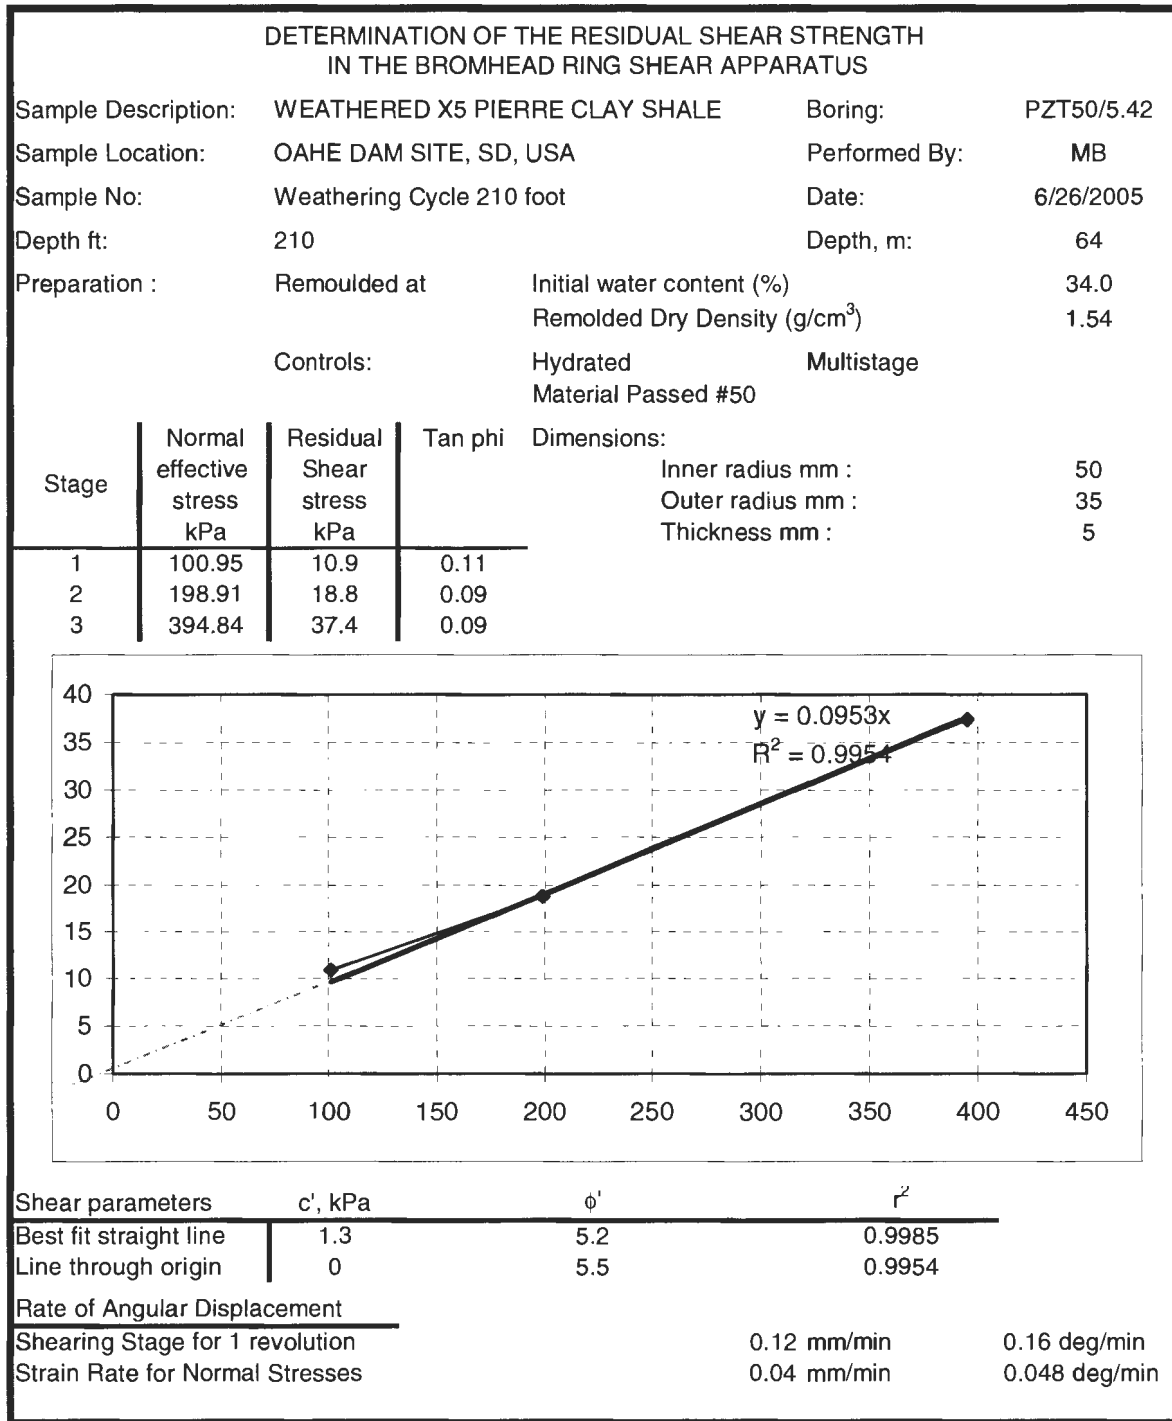 DETERMINATION OF THE RESIDUAL SHEAR STRENGTH
IN THE BROMHEAD RING SHEAR APPARATUS
Sample Description: WEATHERED X5 PIERRE CLAY SHALE Boring: PZT50/5.42
Sample Location: OAHE DAM SITE, SD, USA Performed By: MB
Sample No: Weathering Cycle 210 foot Date: 6/26/2005
Depth ft: 210 Depth, m: 64
Preparation : Remoulded at Initial water content (%) 34.0
Remolded Dry Density (g/cm³) 1.54
Controls: Hydrated Multistage
Material Passed #50
Normal Residual Tan phi Dimensions:
Stage effective Shear Inner radius mm : 50
stress stress Outer radius mm : 35
kPa kPa Thickness mm : 5
1 100.95 10.9 0.11
2 198.91 18.8 0.09
3 394.84 37.4 0.09
40
y = 0.0953x
35
R² = 0.9954
30
25
20
15
10
5
0
0 50 100 150 200 250 300 350 400 450
Shear parameters c', kPa ϕ' r²
Best fit straight line 1.3 5.2 0.9985
Line through origin 0 5.5 0.9954
Rate of Angular Displacement
Shearing Stage for 1 revolution 0.12 mm/min 0.16 deg/min
Strain Rate for Normal Stresses 0.04 mm/min 0.048 deg/min